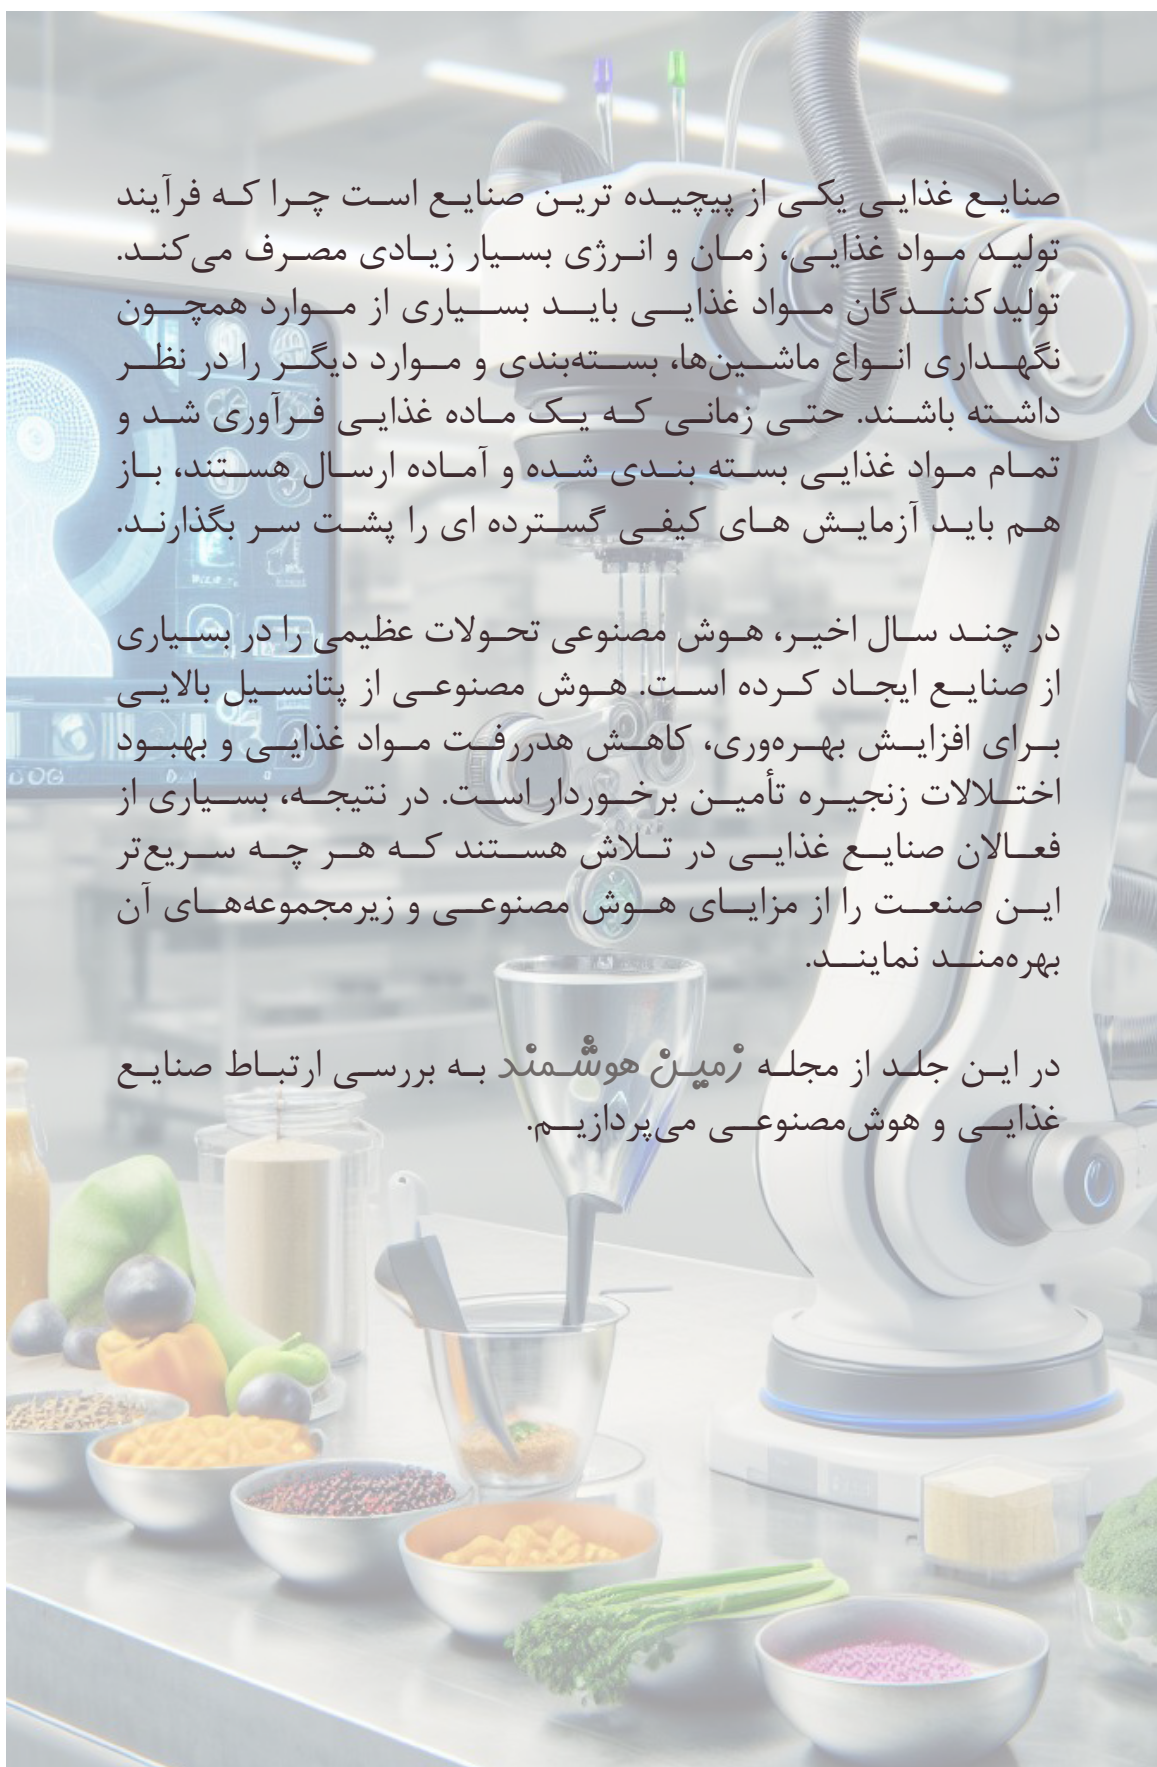 صنایع غذایی یکی از پیچیده ترین صنایع است چرا که فرآیند
تولید مواد غذایی، زمان و انرژی بسیار زیادی مصرف می‌کند.
تولیدکنندگان مواد غذایی باید بسیاری از موارد همچون
نگهداری انواع ماشین‌ها، بسته‌بندی و موارد دیگر را در نظر
داشته باشند. حتی زمانی که یک ماده غذایی فرآوری شد و
تمام مواد غذایی بسته بندی شده و آماده ارسال هستند، باز
هم باید آزمایش های کیفی گسترده ای را پشت سر بگذارند.
در چند سال اخیر، هوش مصنوعی تحولات عظیمی را در بسیاری
از صنایع ایجاد کرده است. هوش مصنوعی از پتانسیل بالایی
برای افزایش بهره‌وری، کاهش هدررفت مواد غذایی و بهبود
اختلالات زنجیره تأمین برخوردار است. در نتیجه، بسیاری از
فعالان صنایع غذایی در تلاش هستند که هر چه سریع‌تر
این صنعت را از مزایای هوش مصنوعی و زیرمجموعه‌های آن
بهره‌مند نمایند.
در این جلد از مجله زمین هوشمند به بررسی ارتباط صنایع
غذایی و هوش‌مصنوعی می‌پردازیم.